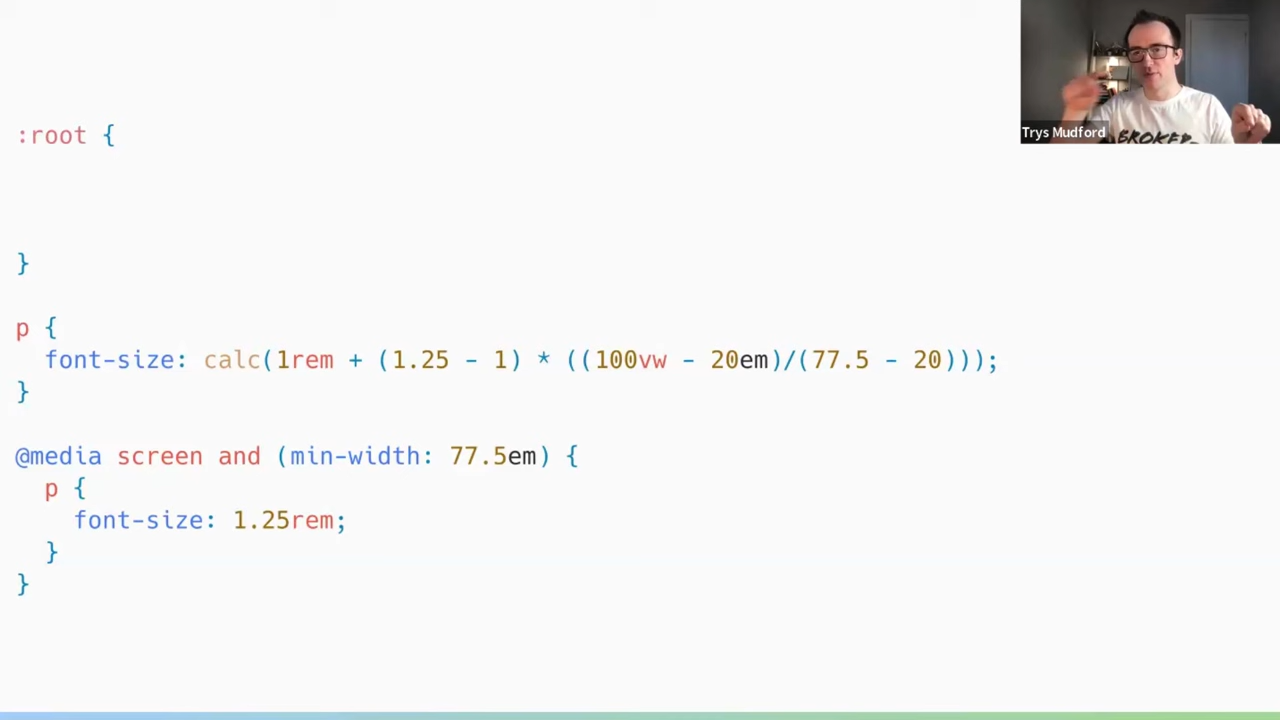 :root {
}
p {
font-size: calc(1rem + (1.25 - 1) * ((100vw - 20em)/(77.5 - 20)));
}
@media screen and (min-width: 77.5em) {
p {
font-size: 1.25rem;
}
}
Trys Mudford
BROKEN